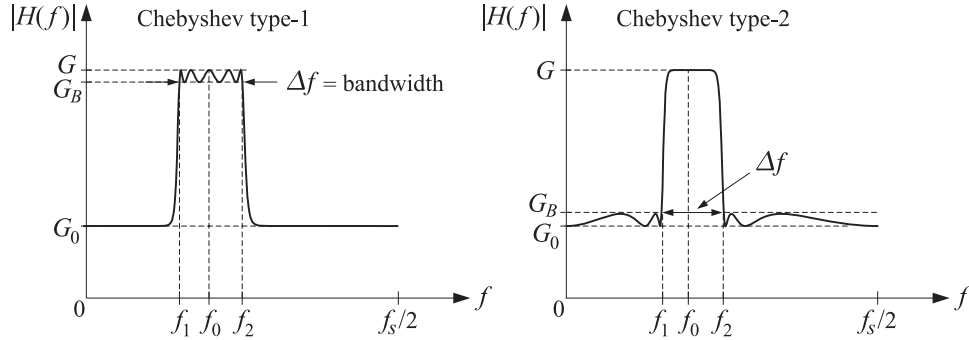 |H(f)|
Chebyshev type-1
G
G_B
Δf = bandwidth
G_0
0
f_1
f_0
f_2
f_s/2
f
|H(f)|
Chebyshev type-2
G
Δf
G_B
G_0
0
f_1
f_0
f_2
f_s/2
f